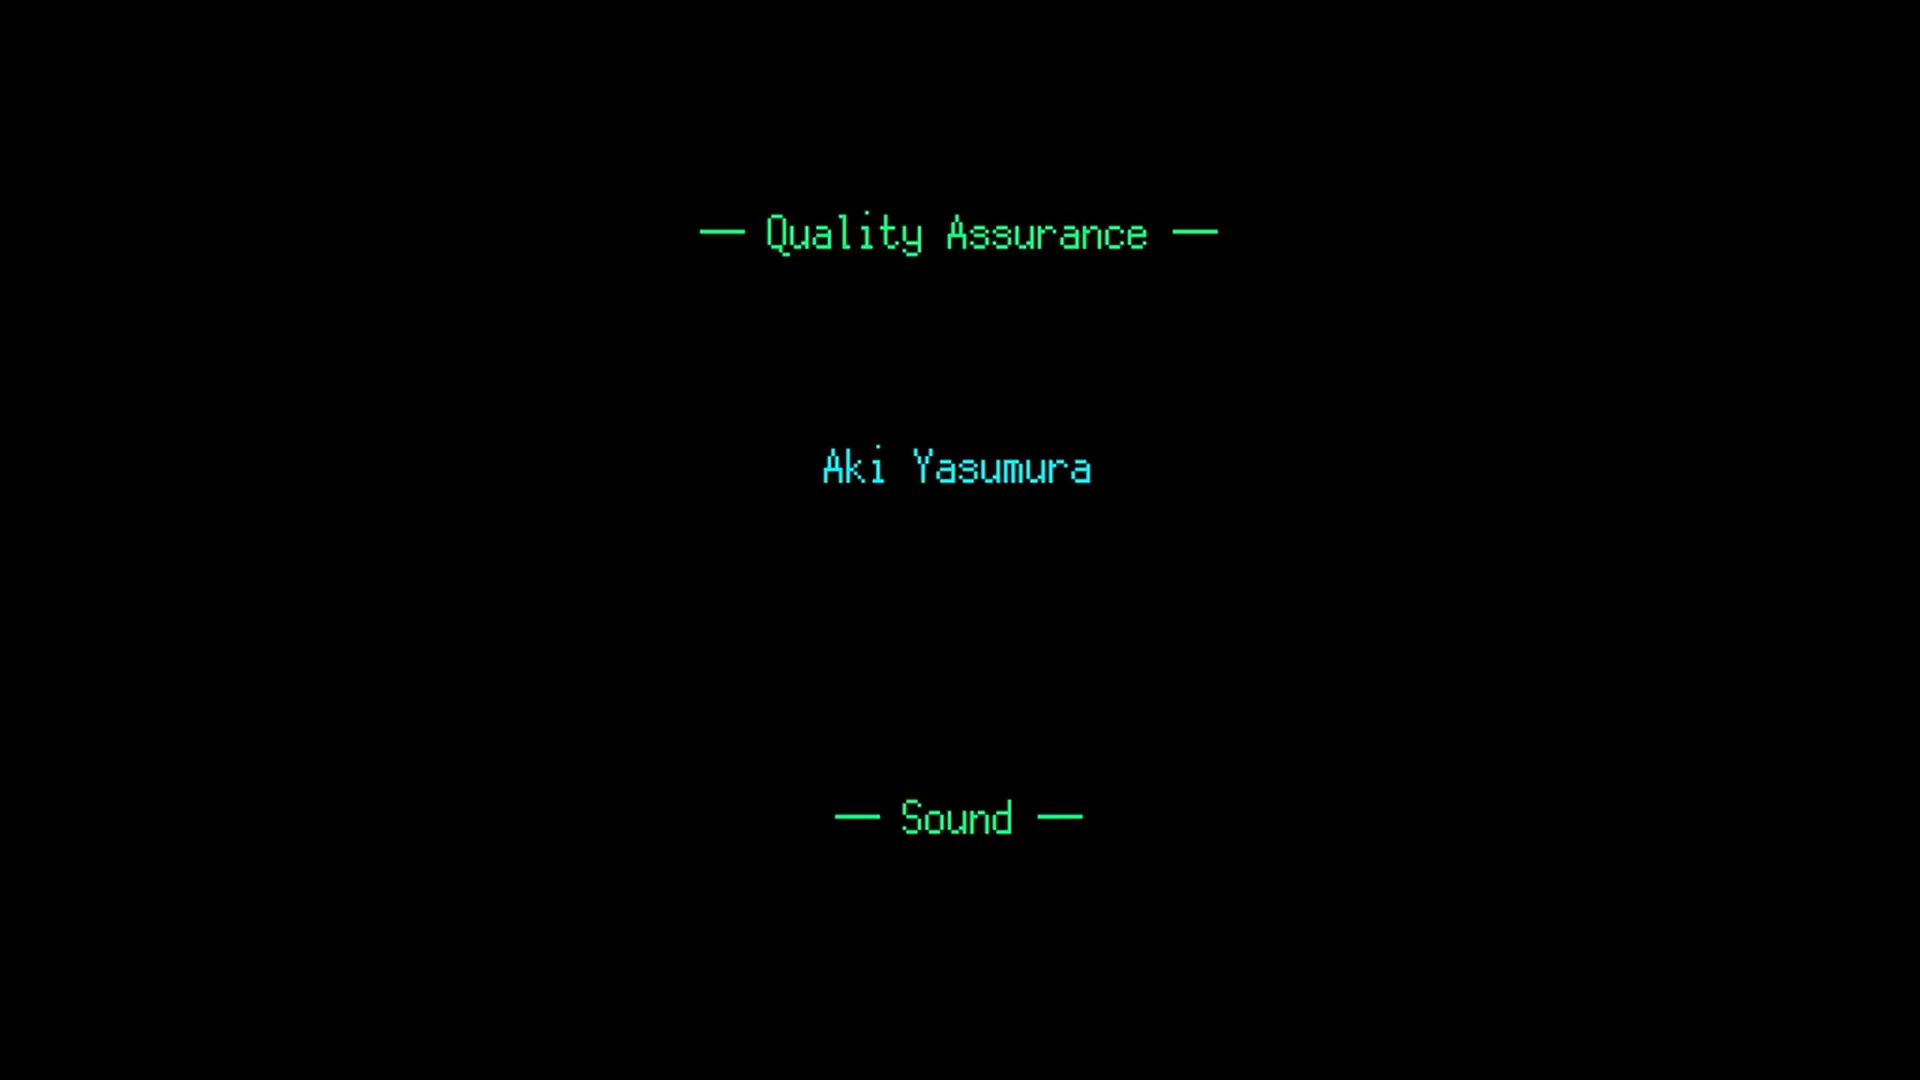 ── Quality Assurance ──
Aki Yasumura
── Sound ──